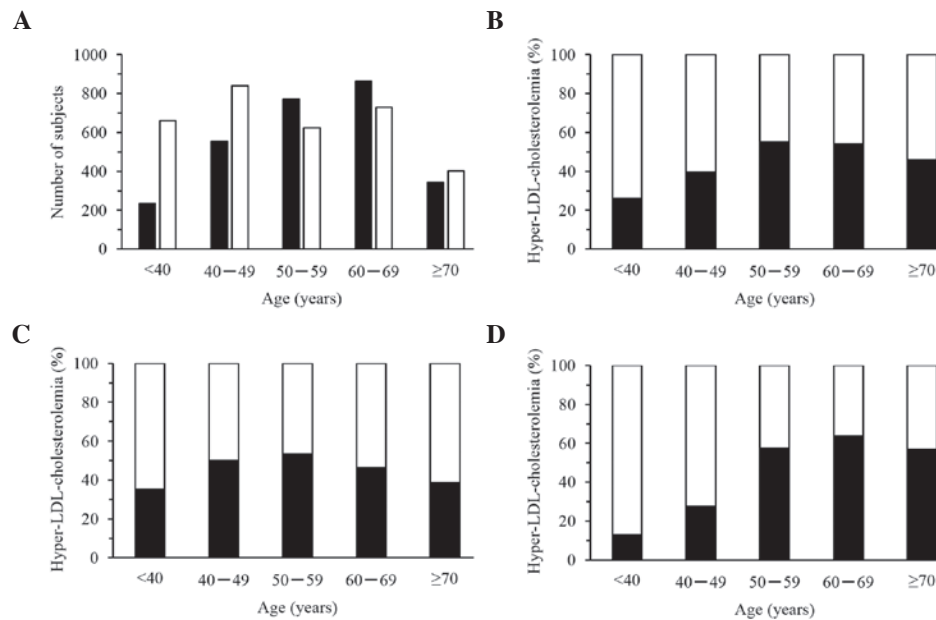 A
Number of subjects
1000
800
600
400
200
0
<40 40−49 50−59 60−69 ≥70
Age (years)
B
Hyper-LDL-cholesterolemia (%)
100
80
60
40
20
0
<40 40−49 50−59 60−69 ≥70
Age (years)
C
Hyper-LDL-cholesterolemia (%)
100
80
60
40
20
0
<40 40−49 50−59 60−69 ≥70
Age (years)
D
Hyper-LDL-cholesterolemia (%)
100
80
60
40
20
0
<40 40−49 50−59 60−69 ≥70
Age (years)